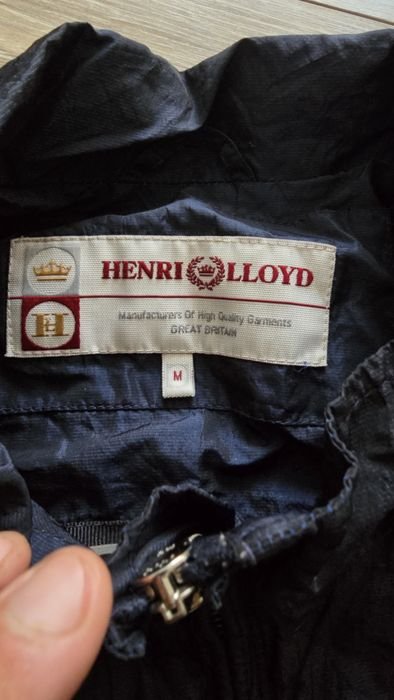 HENRI LLOYD
Manufacturers Of High Quality Garments
GREAT BRITAIN
H
M